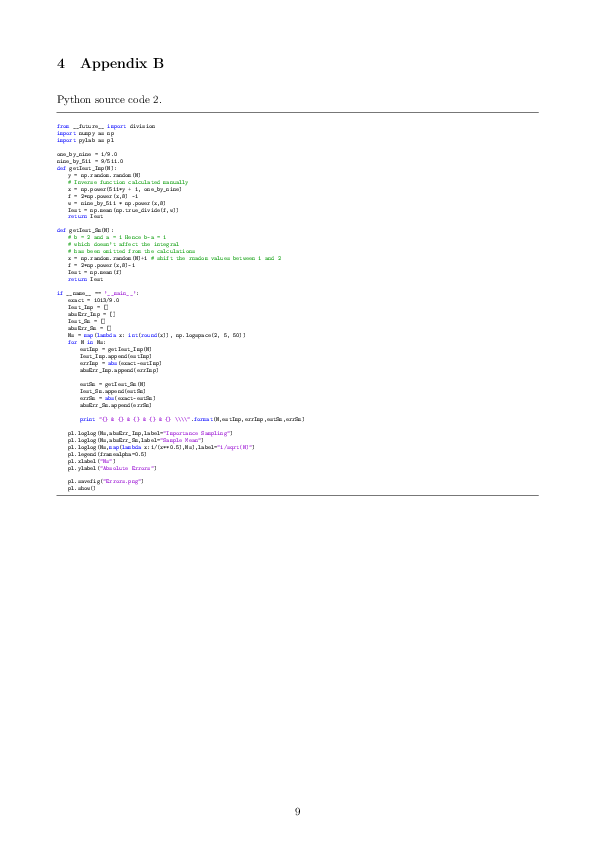 4 Appendix B
Python source code 2.
from __future__ import division
import numpy as np
import pylab as pl
one_by_nine = 1/9.0
nine_by_511 = 9/511.0
def getIest_Imp(N):
y = np.random.random(N)
# Inverse function calculated manually
x = np.power(511*y + 1, one_by_nine)
f = 2*np.power(x,8) -1
w = nine_by_511 * np.power(x,8)
Iest = np.mean(np.true_divide(f,w))
return Iest
def getIest_Sm(N):
# b = 2 and a = 1 Hence b-a = 1
# which doesn't affect the integral
# has been omitted from the calculations
x = np.random.random(N)+1 # shift the random values between 1 and 2
f = 2*np.power(x,8)-1
Iest = np.mean(f)
return Iest
if __name__ == '__main__':
exact = 1013/9.0
Iest_Imp = []
absErr_Imp = []
Iest_Sm = []
absErr_Sm = []
Ns = map(lambda x: int(round(x)), np.logspace(2, 5, 50))
for N in Ns:
estImp = getIest_Imp(N)
Iest_Imp.append(estImp)
errImp = abs(exact-estImp)
absErr_Imp.append(errImp)
estSm = getIest_Sm(N)
Iest_Sm.append(estSm)
errSm = abs(exact-estSm)
absErr_Sm.append(errSm)
print "{} & {} & {} & {} & {} \\\\".format(N,estImp,errImp,estSm,errSm)
pl.loglog(Ns,absErr_Imp,label="Importance Sampling")
pl.loglog(Ns,absErr_Sm,label="Sample Mean")
pl.loglog(Ns,map(lambda x:1/(x**0.5),Ns),label="1/sqrt(N)")
pl.legend(framealpha=0.5)
pl.xlabel("Ns")
pl.ylabel("Absolute Errors")
pl.savefig("Errors.png")
pl.show()
9